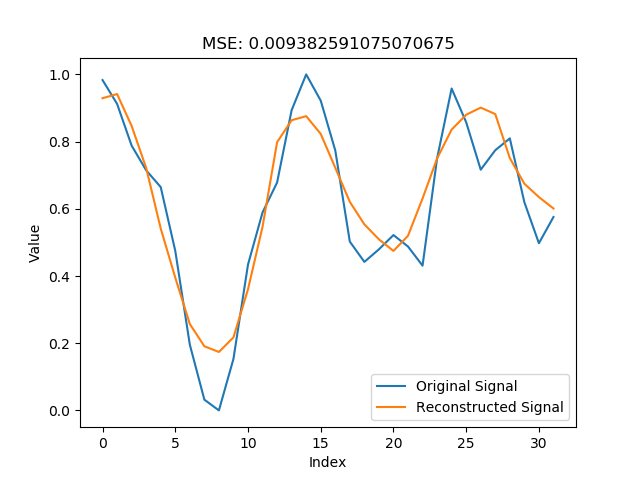 MSE: 0.009382591075070675
1.0
0.8
0.6
0.4
0.2
0.0
Value
Original Signal
Reconstructed Signal
0 5 10 15 20 25 30
Index